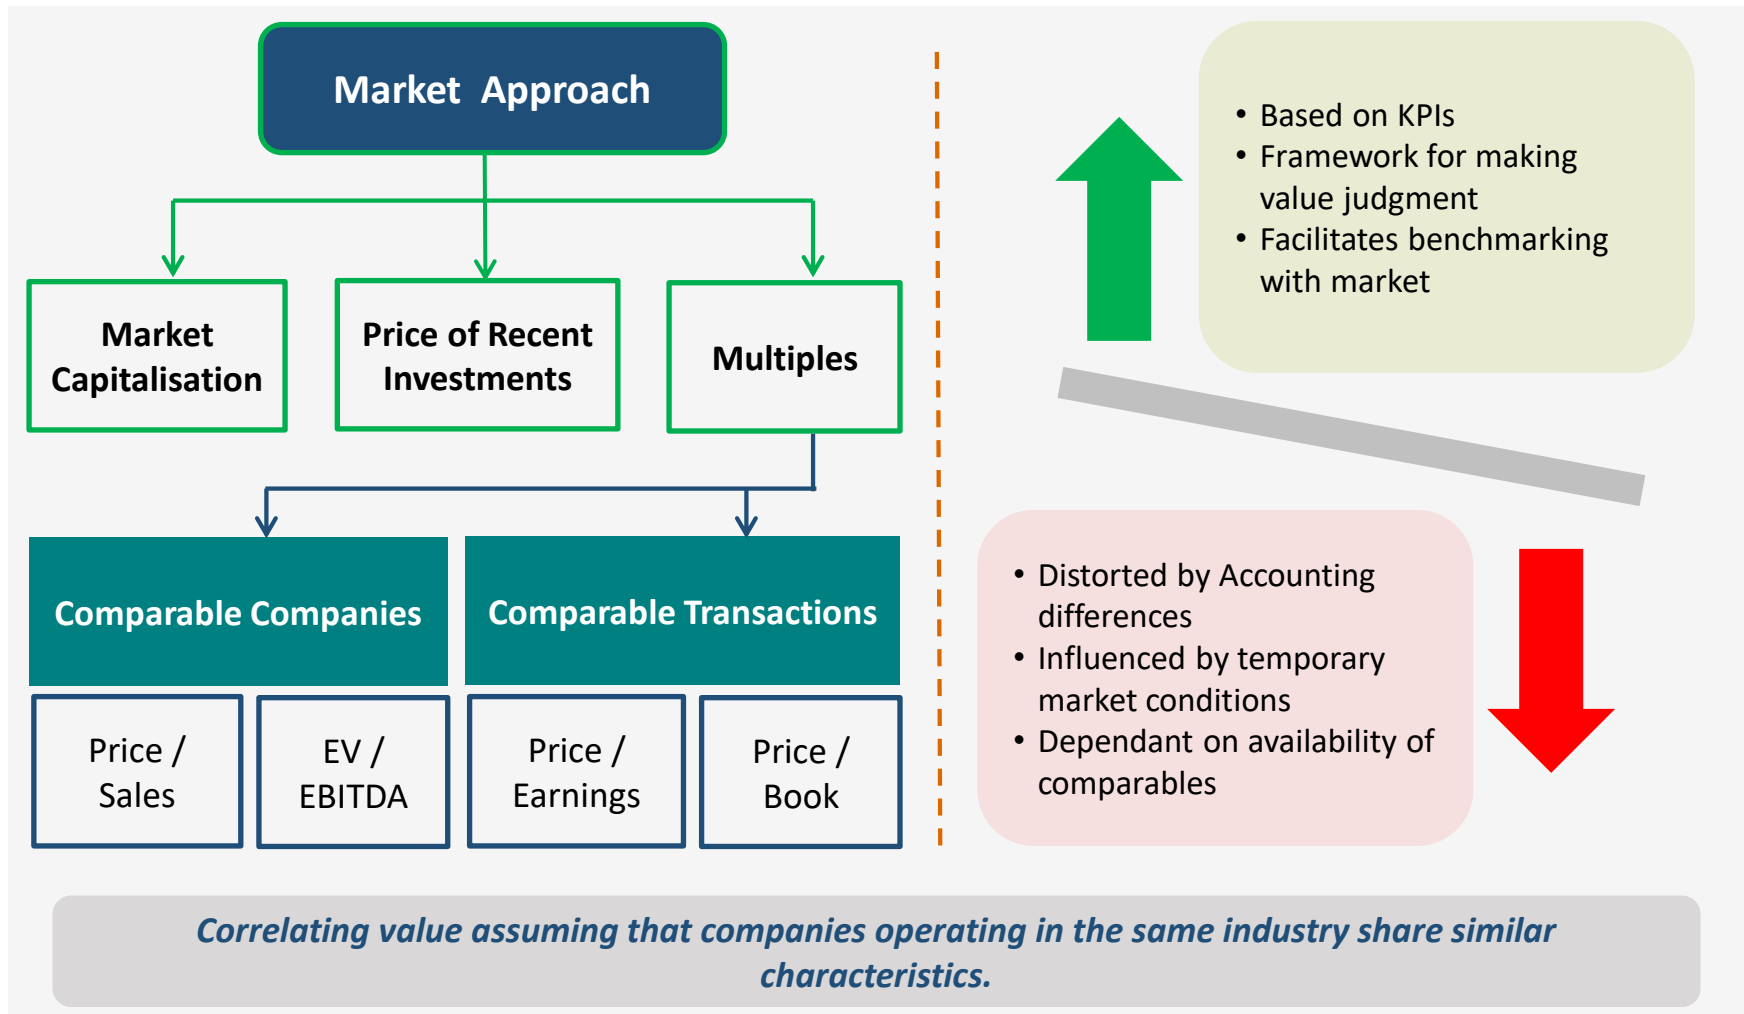 Market Approach
Market
Capitalisation
Price of Recent
Investments
Multiples
Comparable Companies
Comparable Transactions
Price /
Sales
EV /
EBITDA
Price /
Earnings
Price /
Book
• Based on KPIs
• Framework for making
value judgment
• Facilitates benchmarking
with market
• Distorted by Accounting
differences
• Influenced by temporary
market conditions
• Dependant on availability of
comparables
Correlating value assuming that companies operating in the same industry share similar
characteristics.